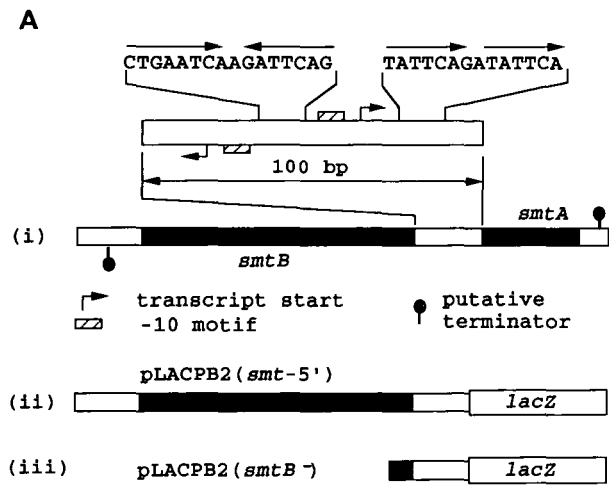 A
CTGAATCAAGATTCAG TATTCAGATATTCA
100 bp
smtA
(i)
smtB
transcript start
-10 motif
putative
terminator
pLACPB2(smt-5')
(ii)
lacZ
(iii)
pLACPB2(smtB⁻)
lacZ